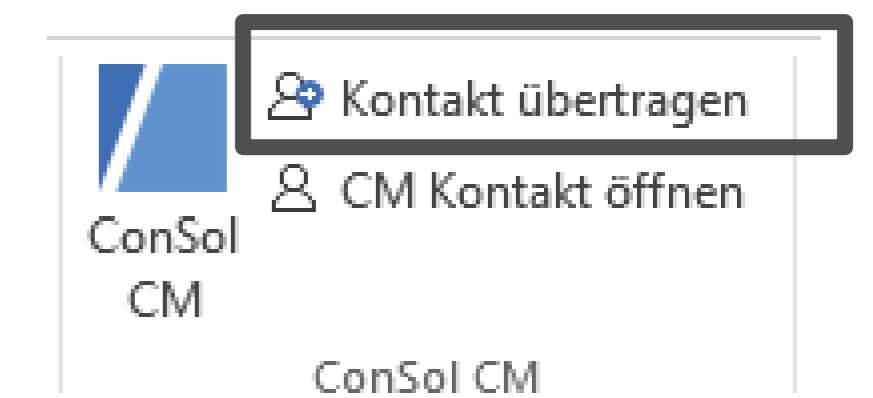 Kontakt übertragen
CM Kontakt öffnen
ConSol
CM
ConSol CM